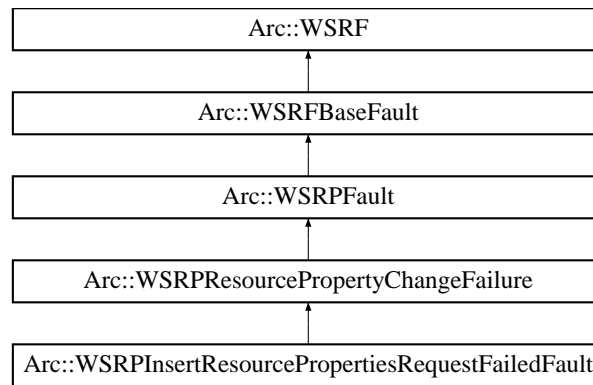 Arc::WSRF
Arc::WSRFBaseFault
Arc::WSRPFault
Arc::WSRPResourcePropertyChangeFailure
Arc::WSRPInsertResourcePropertiesRequestFailedFault